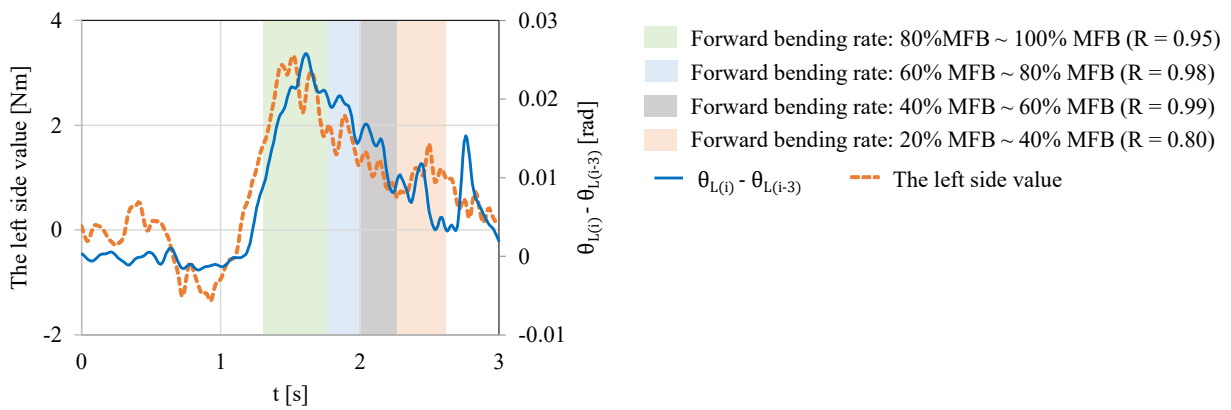 4
2
0
-2
The left side value [Nm]
0.03
0.02
0.01
0
-0.01
θL(i) - θL(i-3) [rad]
0
1
2
3
t [s]
Forward bending rate: 80%MFB ~ 100% MFB (R = 0.95)
Forward bending rate: 60% MFB ~ 80% MFB (R = 0.98)
Forward bending rate: 40% MFB ~ 60% MFB (R = 0.99)
Forward bending rate: 20% MFB ~ 40% MFB (R = 0.80)
θL(i) - θL(i-3) The left side value